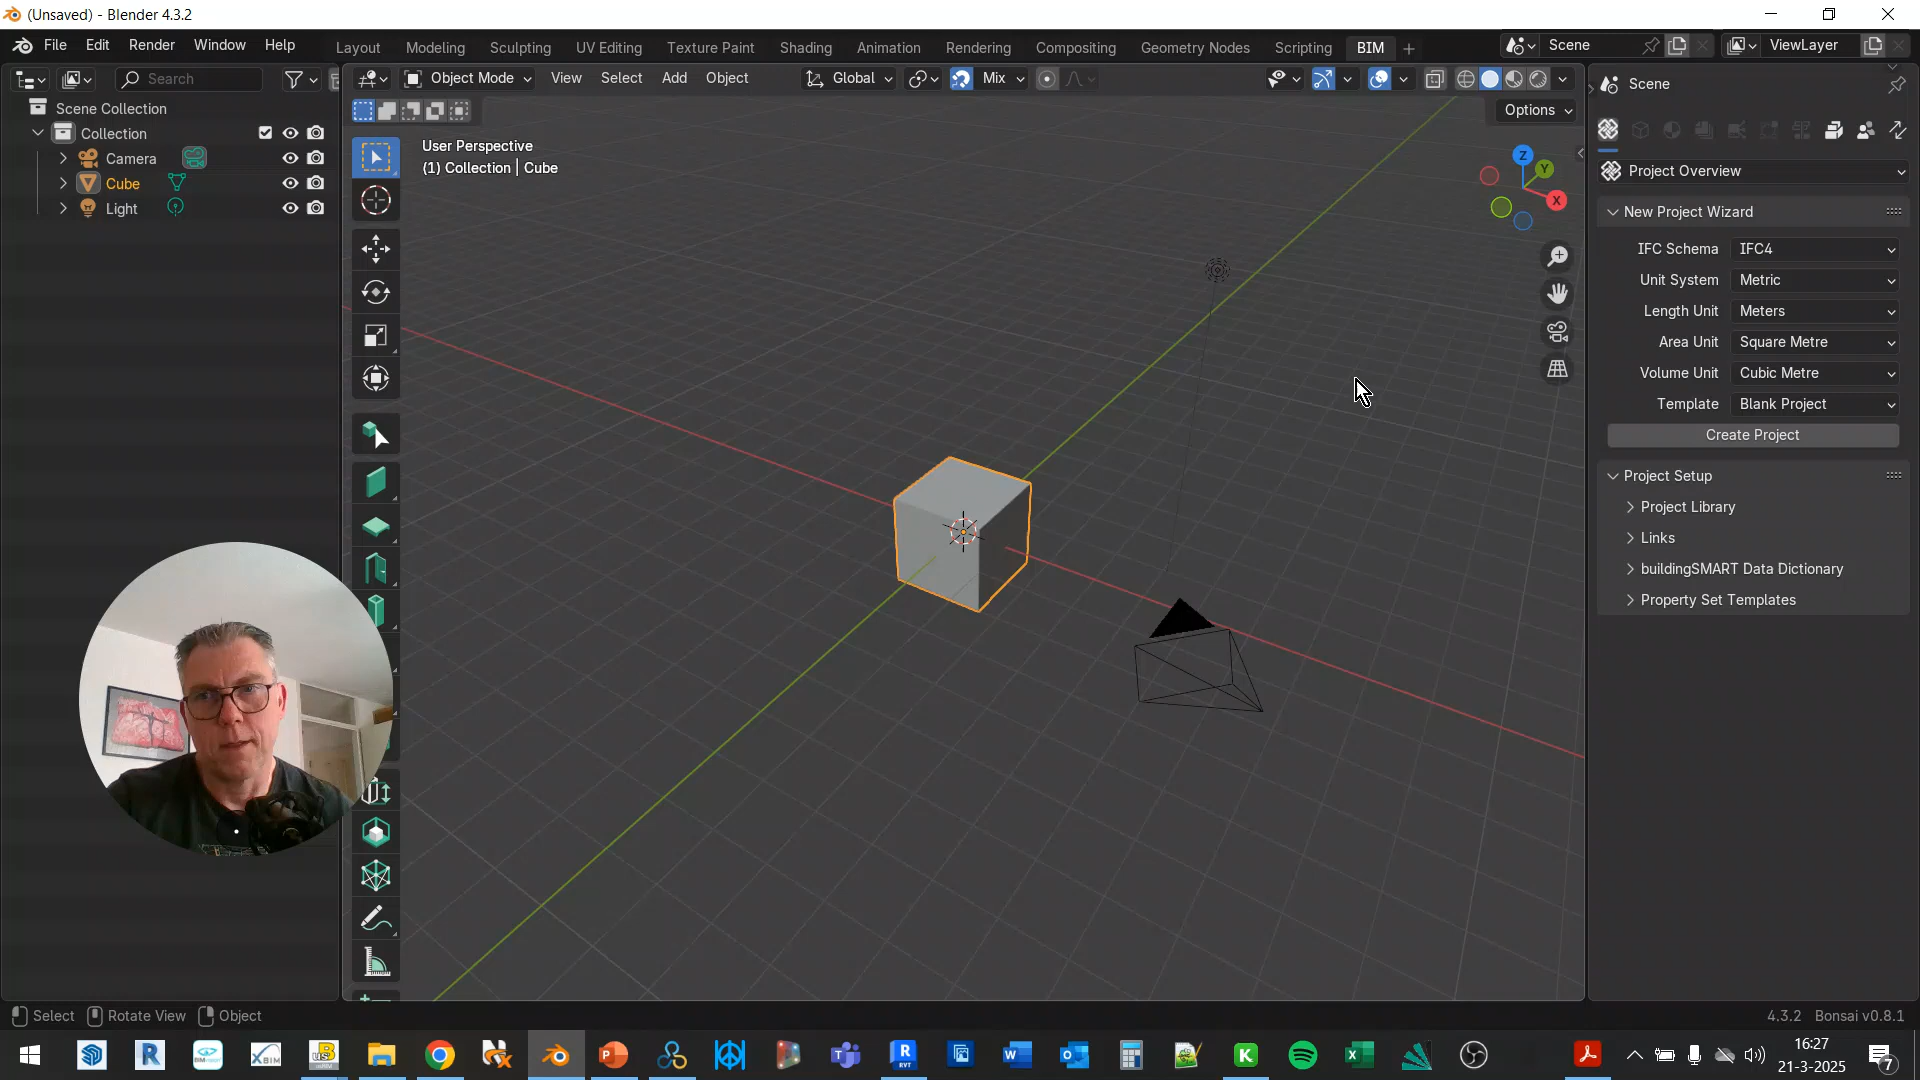 (Unsaved) - Blender 4.3.2
File Edit Render Window Help
Layout Modeling Sculpting UV Editing Texture Paint Shading Animation Rendering Compositing Geometry Nodes Scripting BIM
Scene
ViewLayer
Search
Object Mode View Select Add Object
Global
Mix
Scene
Options
Scene Collection
Collection
Camera
Cube
Light
User Perspective
(1) Collection | Cube
Z
Y
X
Project Overview
New Project Wizard
IFC Schema IFC4
Unit System Metric
Length Unit Meters
Area Unit Square Metre
Volume Unit Cubic Metre
Template Blank Project
Create Project
Project Setup
Project Library
Links
buildingSMART Data Dictionary
Property Set Templates
Select Rotate View Object
4.3.2 Bonsai v0.8.1
16:27
21-3-2025
7